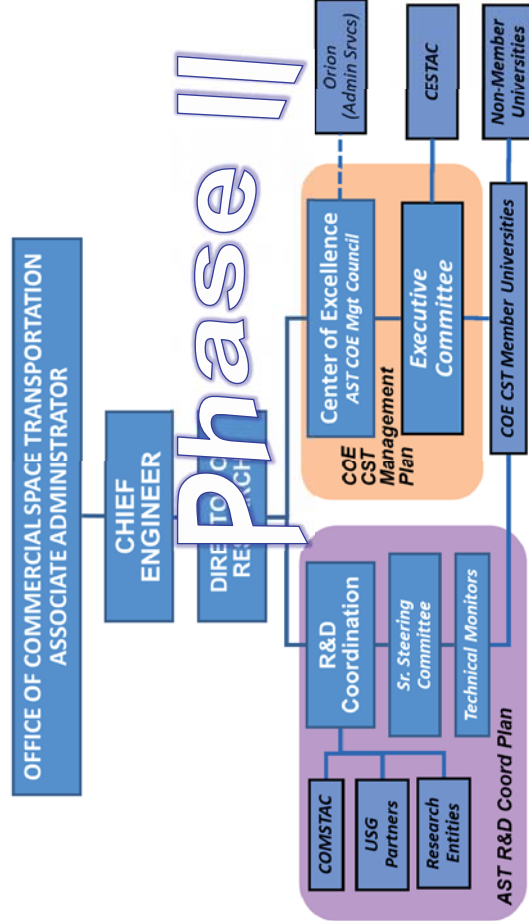 OFFICE OF COMMERCIAL SPACE TRANSPORTATION
ASSOCIATE ADMINISTRATOR
CHIEF
ENGINEER
Phase II
R&D
Coordination
Sr. Steering
Committee
Technical Monitors
COMSTAC
USG
Partners
Research
Entities
AST R&D Coord Plan
Center of Excellence
AST COE Mgt Council
Executive
Committee
COE
CST
Management
Plan
Orion
(Admin Srvcs)
CESTAC
COE CST Member Universities
Non-Member
Universities